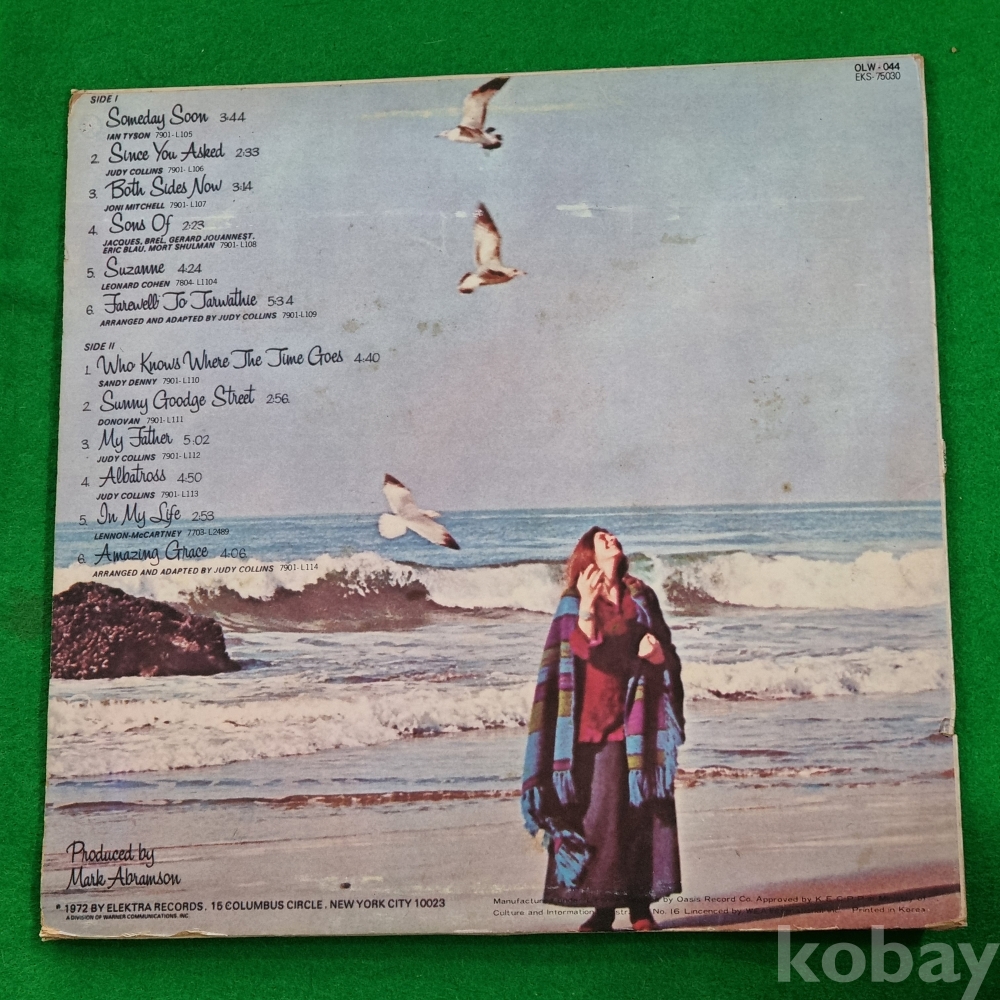 OLW-044
EKS-75030
SIDE I
Someday Soon 3:44
IAN TYSON 7901-L105
2. Since You Asked 2:33
JUDY COLLINS 7901-L106
3. Both Sides Now 3:14
JONI MITCHELL 7901-L107
4. Sons Of 2:23
JACQUES, BREL, GERARD JOUANNEST,
ERIC BLAU, MORT SHULMAN 7901-L108
5. Suzanne 4:24
LEONARD COHEN 7804-L1104
6. Farewell To Tarwathie 5:34
ARRANGED AND ADAPTED BY JUDY COLLINS 7901-L109
SIDE II
1. Who Knows Where The Time Goes 4:40
SANDY DENNY 7901-L110
2. Sunny Goodge Street 2:56
DONOVAN 7901-L111
3. My Father 5:02
JUDY COLLINS 7901-L112
4. Albatross 4:50
JUDY COLLINS 7901-L113
5. In My Life 2:53
LENNON-McCARTNEY 7703-L2489
6. Amazing Grace 4:06
ARRANGED AND ADAPTED BY JUDY COLLINS 7901-L114
Produced by
Mark Abramson
• 1972 BY ELEKTRA RECORDS. 15 COLUMBUS CIRCLE. NEW YORK CITY 10023
A DIVISION OF WARNER COMMUNICATIONS, INC.
by Oasis Record Co. Approved by
Culture and Information No. 16 Lincenced by Printed in Korea.
kobay